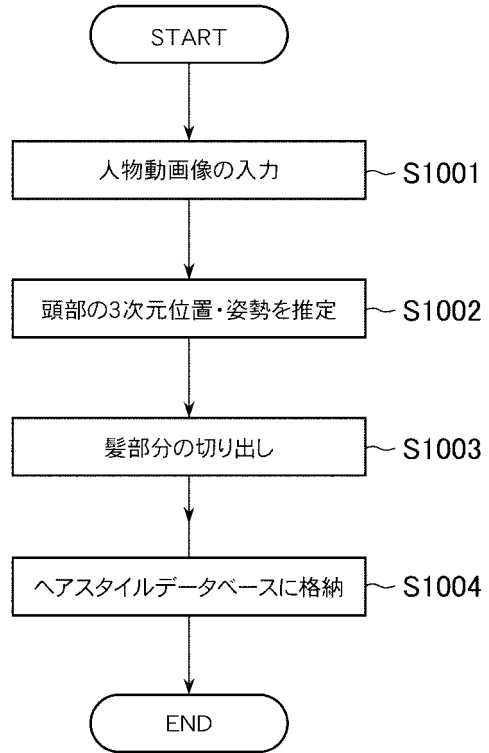 START
人物動画像の入力
S1001
頭部の3次元位置・姿勢を推定
S1002
髪部分の切り出し
S1003
ヘアスタイルデータベースに格納
S1004
END